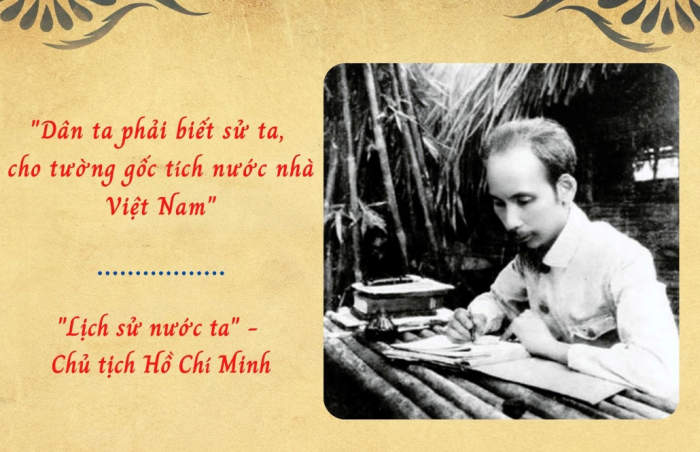 "Dân ta phải biết sử ta,
cho tường gốc tích nước nhà
Việt Nam"
"Lịch sử nước ta" -
Chủ tịch Hồ Chí Minh